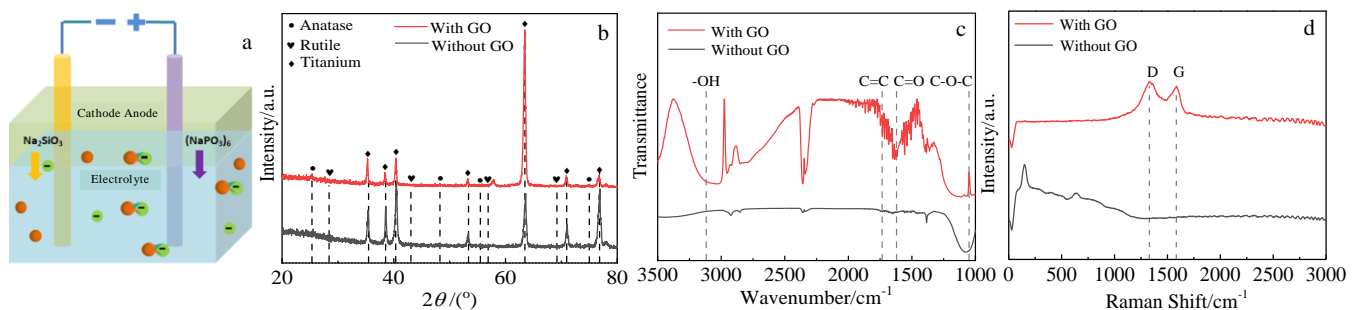 a
Cathode Anode
Na₂SiO₃
(NaPO₃)₆
Electrolyte
b
Anatase
Rutile
Titanium
With GO
Without GO
Intensity/a.u.
20 40 60 80
2θ/(°)
c
With GO
Without GO
-OH
C=C C=O C-O-C
Transmittance
3500 3000 2500 2000 1500 1000
Wavenumber/cm⁻¹
d
With GO
Without GO
D G
Intensity/a.u.
0 500 1000 1500 2000 2500 3000
Raman Shift/cm⁻¹